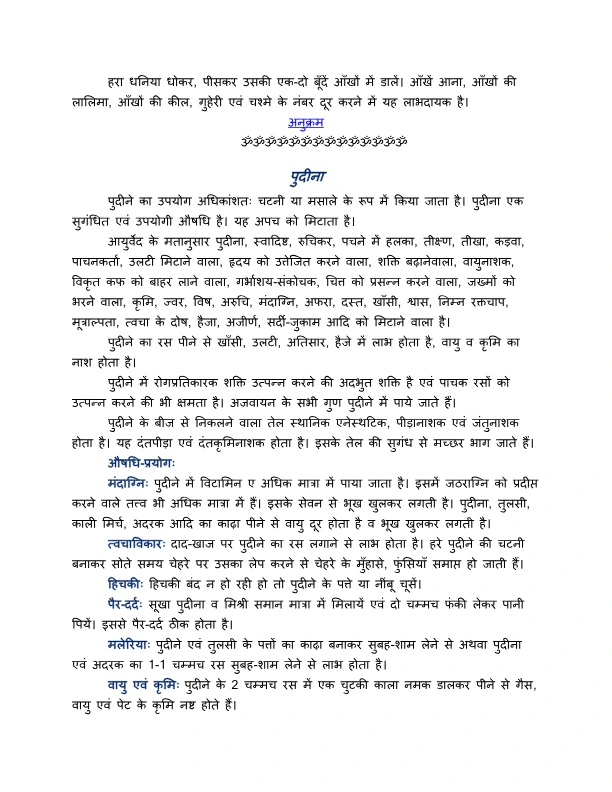 हरा धनिया धोकर, पीसकर उसकी एक-दो बूँदें आँखों में डालें। आँखें आना, आँखों की
लालिमा, आँखों की कील, गुहेरी एवं चश्मे के नंबर दूर करने में यह लाभदायक है।
अनुक्रम
ॐॐॐॐॐॐॐॐॐॐॐॐॐॐ
पुदीना
पुदीने का उपयोग अधिकांशतः चटनी या मसाले के रूप में किया जाता है। पुदीना एक
सुगंधित एवं उपयोगी औषधि है। यह अपच को मिटाता है।
आयुर्वेद के मतानुसार पुदीना, स्वादिष्ट, रुचिकर, पचने में हलका, तीक्ष्ण, तीखा, कड़वा,
पाचनकर्ता, उलटी मिटाने वाला, हृदय को उत्तेजित करने वाला, शक्ति बढ़ानेवाला, वायुनाशक,
विकृत कफ को बाहर लाने वाला, गर्भाशय-संकोचक, चित्त को प्रसन्न करने वाला, जख्मों को
भरने वाला, कृमि, ज्वर, विष, अरुचि, मंदाग्नि, अफरा, दस्त, खाँसी, श्वास, निम्न रक्तचाप,
मूत्राल्पता, त्वचा के दोष, हैजा, अजीर्ण, सर्दी-जुकाम आदि को मिटाने वाला है।
पुदीने का रस पीने से खाँसी, उलटी, अतिसार, हैजे में लाभ होता है, वायु व कृमि का
नाश होता है।
पुदीने में रोगप्रतिकारक शक्ति उत्पन्न करने की अदभुत शक्ति है एवं पाचक रसों को
उत्पन्न करने की भी क्षमता है। अजवायन के सभी गुण पुदीने में पाये जाते हैं।
पुदीने के बीज से निकलने वाला तेल स्थानिक एनेस्थटिक, पीड़ानाशक एवं जंतुनाशक
होता है। यह दंतपीड़ा एवं दंतकृमिनाशक होता है। इसके तेल की सुगंध से मच्छर भाग जाते हैं।
औषधि-प्रयोगः
मंदाग्निः पुदीने में विटामिन ए अधिक मात्रा में पाया जाता है। इसमें जठराग्नि को प्रदीप्त
करने वाले तत्त्व भी अधिक मात्रा में हैं। इसके सेवन से भूख खुलकर लगती है। पुदीना, तुलसी,
काली मिर्च, अदरक आदि का काढ़ा पीने से वायु दूर होता है व भूख खुलकर लगती है।
त्वचाविकारः दाद-खाज पर पुदीने का रस लगाने से लाभ होता है। हरे पुदीने की चटनी
बनाकर सोते समय चेहरे पर उसका लेप करने से चेहरे के मुँहासे, फुंसियाँ समाप्त हो जाती हैं।
हिचकीः हिचकी बंद न हो रही हो तो पुदीने के पत्ते या नींबू चूसें।
पैर-दर्दः सूखा पुदीना व मिश्री समान मात्रा में मिलायें एवं दो चम्मच फंकी लेकर पानी
पियें। इससे पैर-दर्द ठीक होता है।
मलेरियाः पुदीने एवं तुलसी के पत्तों का काढ़ा बनाकर सुबह-शाम लेने से अथवा पुदीना
एवं अदरक का 1-1 चम्मच रस सुबह-शाम लेने से लाभ होता है।
वायु एवं कृमिः पुदीने के 2 चम्मच रस में एक चुटकी काला नमक डालकर पीने से गैस,
वायु एवं पेट के कृमि नष्ट होते हैं।